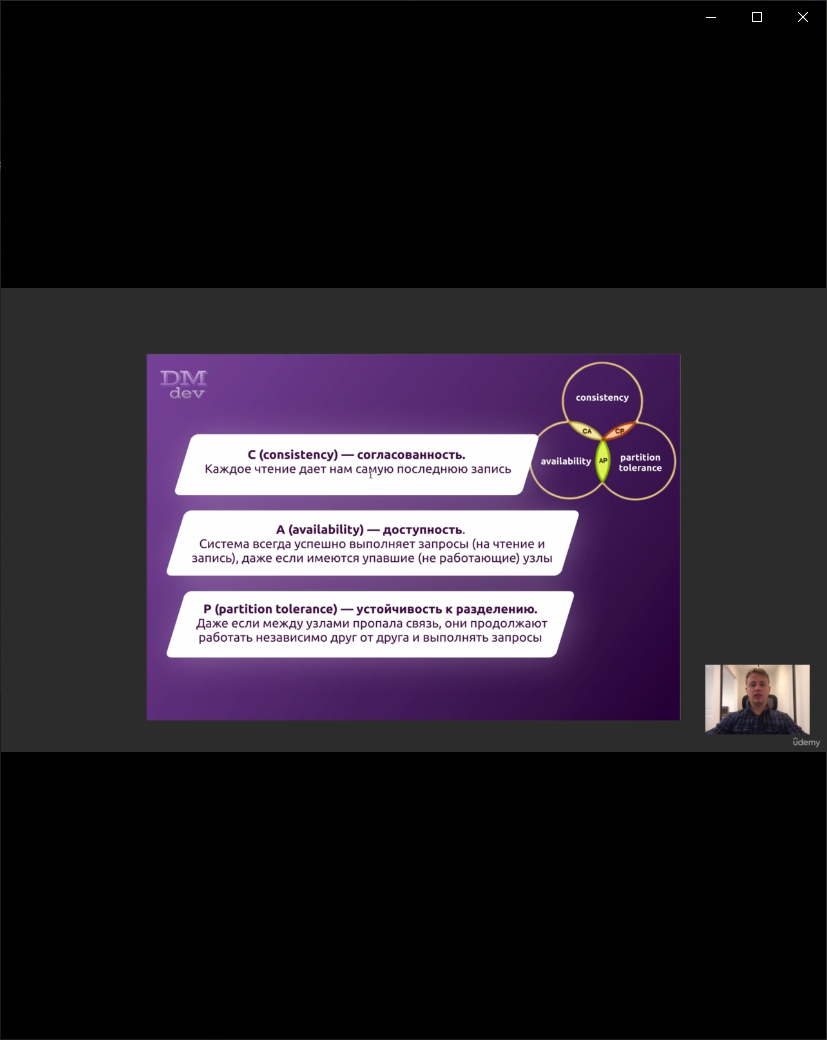 DM
dev
consistency
CA
CP
availability
AP
partition
tolerance
C (consistency) — согласованность.
Каждое чтение дает нам самую последнюю запись
A (availability) — доступность.
Система всегда успешно выполняет запросы (на чтение и
запись), даже если имеются упавшие (не работающие) узлы
P (partition tolerance) — устойчивость к разделению.
Даже если между узлами пропала связь, они продолжают
работать независимо друг от друга и выполнять запросы
ûdemy